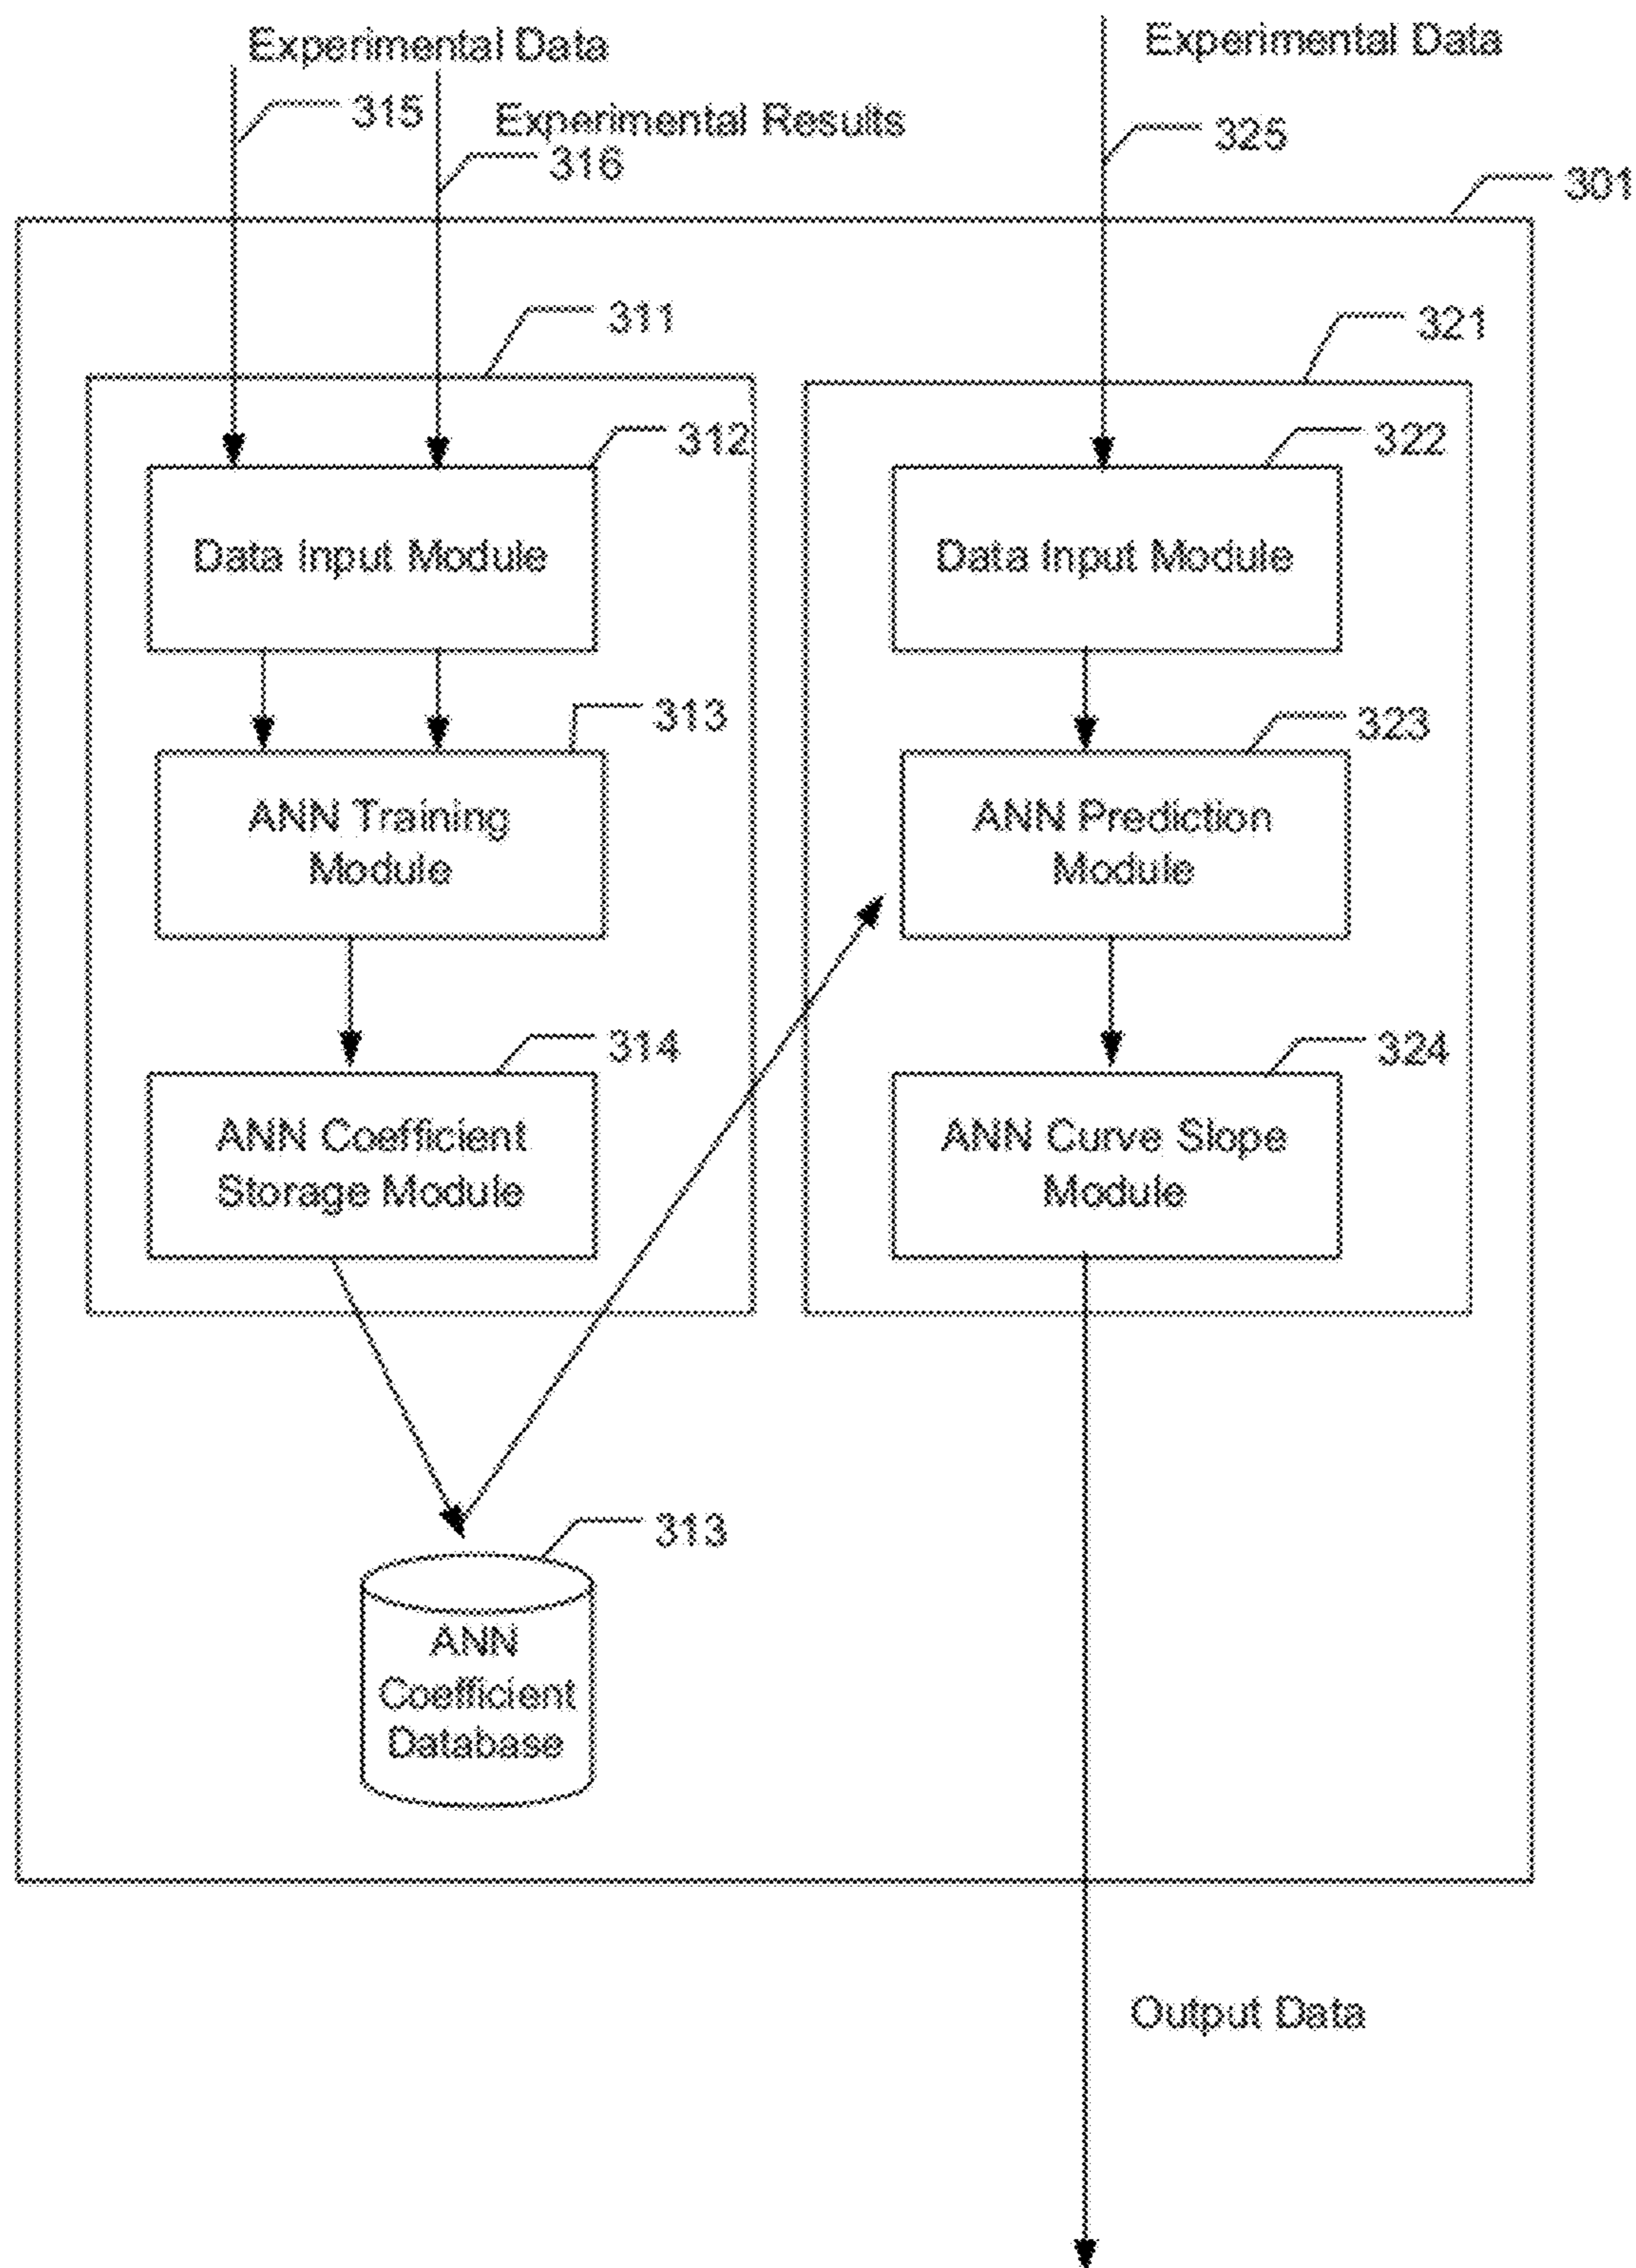 Experimental Data
Experimental Data
315
Experimental Results
325
316
301
311
321
312
322
Data Input Module
Data Input Module
313
323
ANN Training
Module
ANN Prediction
Module
314
324
ANN Coefficient
Storage Module
ANN Curve Slope
Module
313
ANN
Coefficient
Database
Output Data